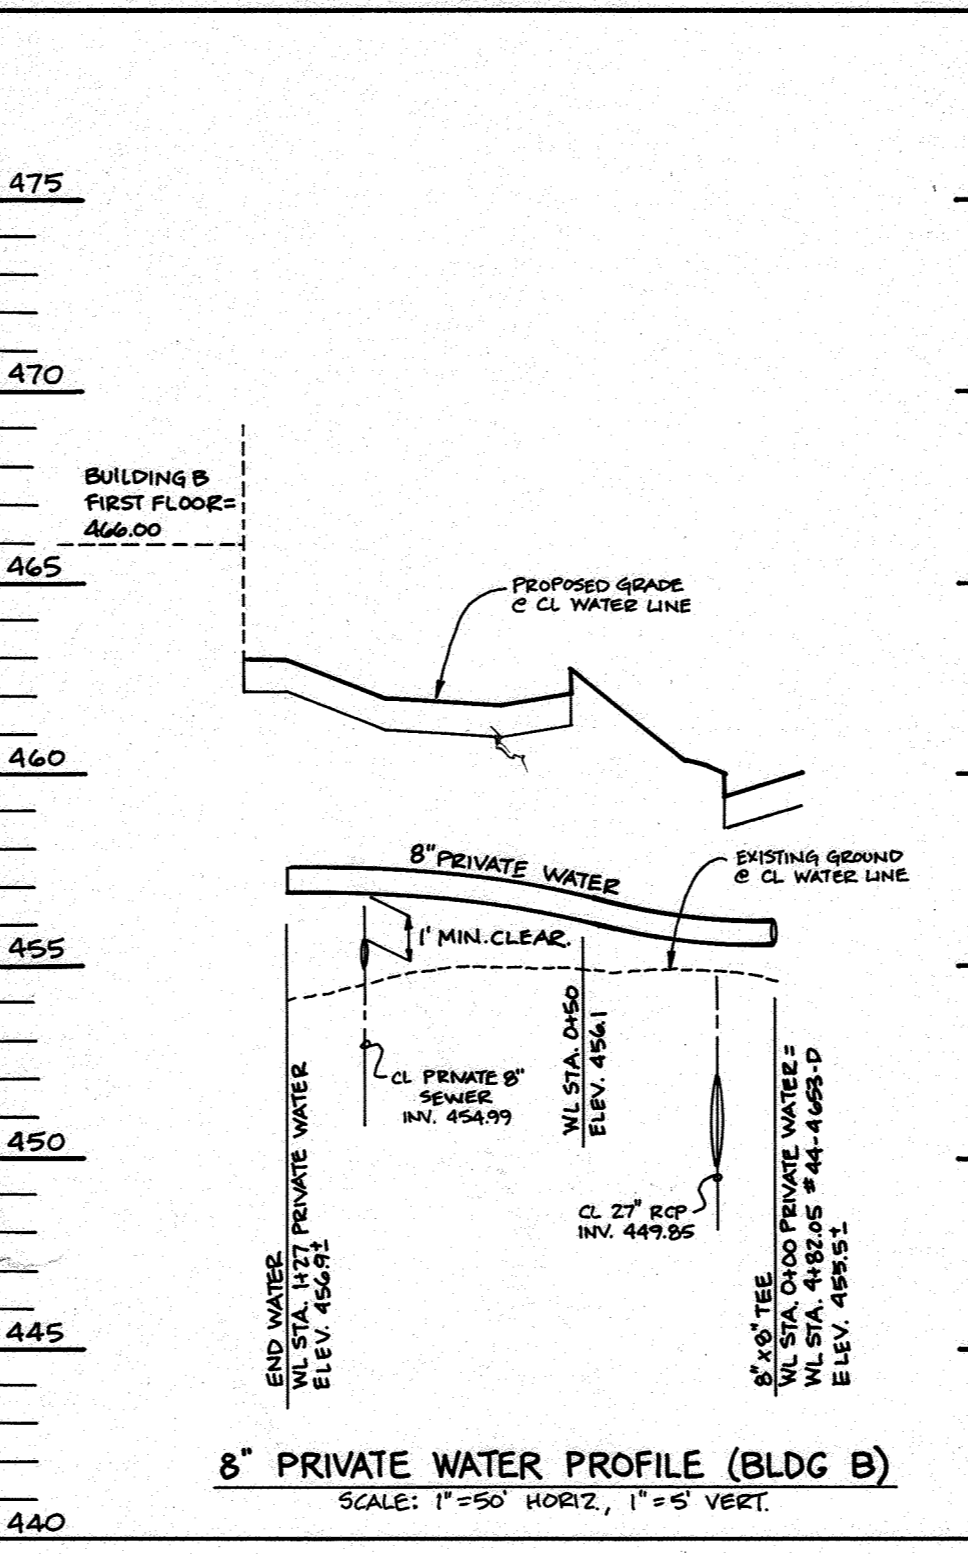 475
470
BUILDING B
FIRST FLOOR=
466.00
465
PROPOSED GRADE
@ CL WATER LINE
460
8" PRIVATE WATER
EXISTING GROUND
@ CL WATER LINE
1' MIN. CLEAR.
455
CL PRIVATE 8"
SEWER
INV. 454.99
WL STA. 0+50
ELEV. 456.1
450
CL 27" RCP
INV. 449.85
END WATER
WL STA. 1+27 PRIVATE WATER
ELEV. 456.9±
8" X 8" TEE
WL STA. 0+00 PRIVATE WATER =
WL STA. 4+82.05 #44-4653-D
ELEV. 455.5±
445
8" PRIVATE WATER PROFILE (BLDG B)
SCALE: 1"=50' HORIZ., 1"=5' VERT.
440